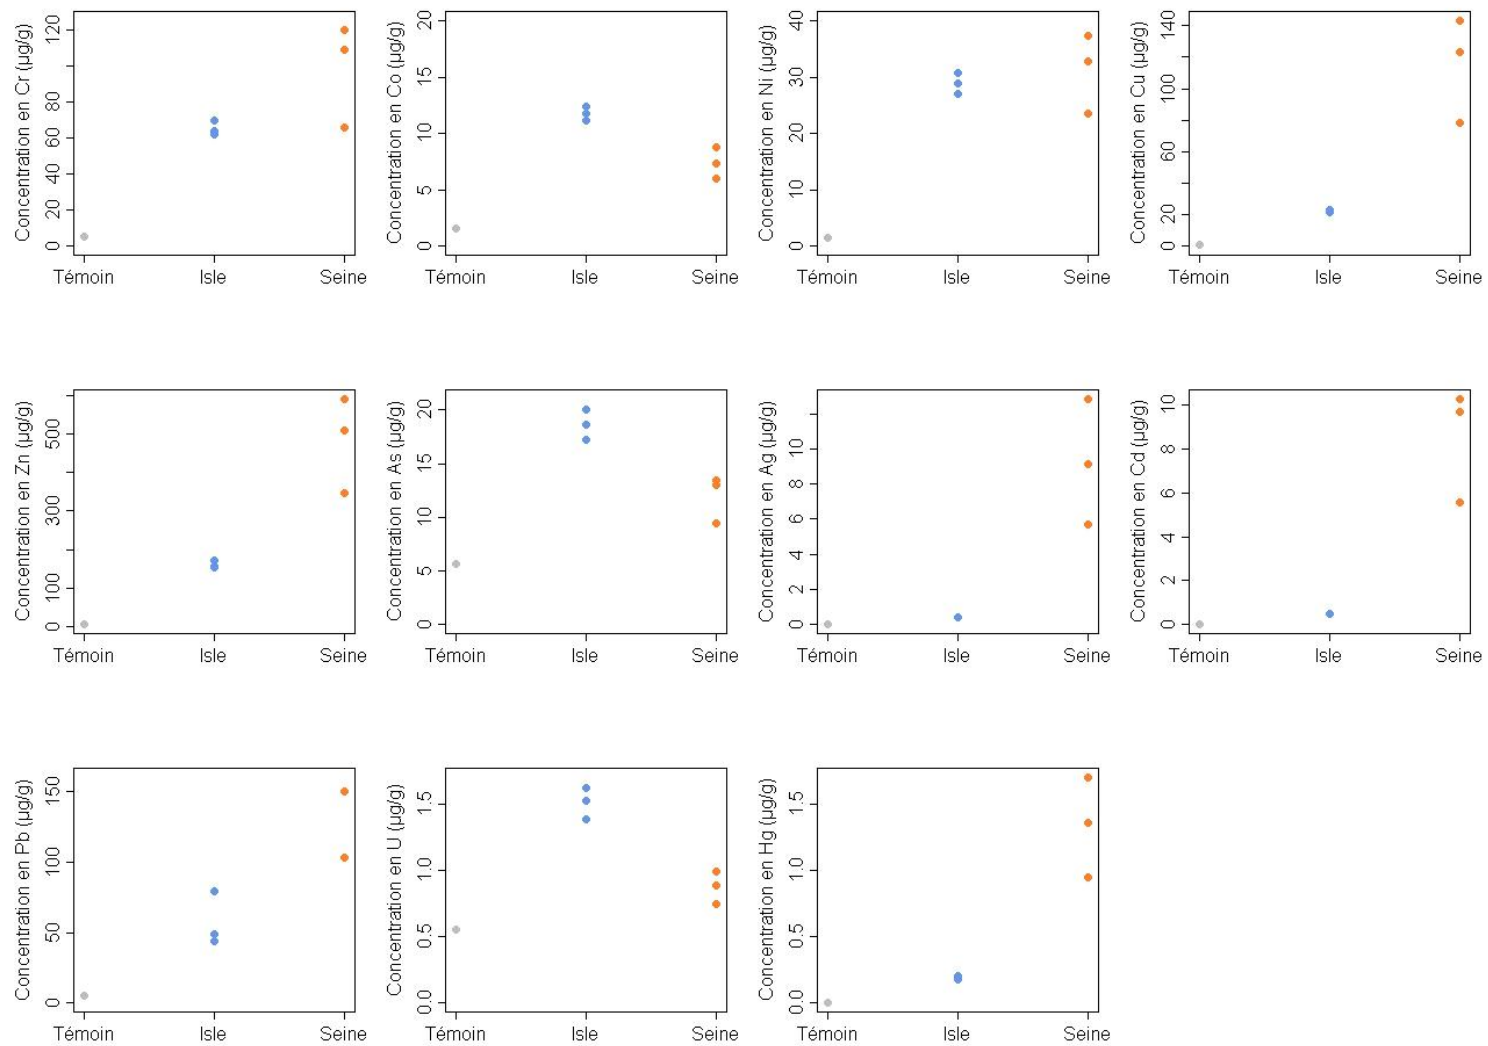 Concentration en Cr (µg/g)
0 20 40 60 80 120
Témoin Isle Seine
Concentration en Co (µg/g)
0 5 10 15 20
Témoin Isle Seine
Concentration en Ni (µg/g)
0 10 20 30 40
Témoin Isle Seine
Concentration en Cu (µg/g)
0 20 60 100 140
Témoin Isle Seine
Concentration en Zn (µg/g)
0 100 300 500
Témoin Isle Seine
Concentration en As (µg/g)
0 5 10 15 20
Témoin Isle Seine
Concentration en Ag (µg/g)
0 2 4 6 8 10
Témoin Isle Seine
Concentration en Cd (µg/g)
0 2 4 6 8 10
Témoin Isle Seine
Concentration en Pb (µg/g)
0 50 100 150
Témoin Isle Seine
Concentration en U (µg/g)
0.0 0.5 1.0 1.5
Témoin Isle Seine
Concentration en Hg (µg/g)
0.0 0.5 1.0 1.5
Témoin Isle Seine